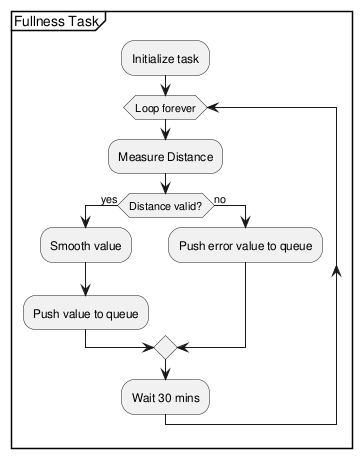 Fullness Task
Initialize task
Loop forever
Measure Distance
yes
Distance valid?
no
Smooth value
Push error value to queue
Push value to queue
Wait 30 mins